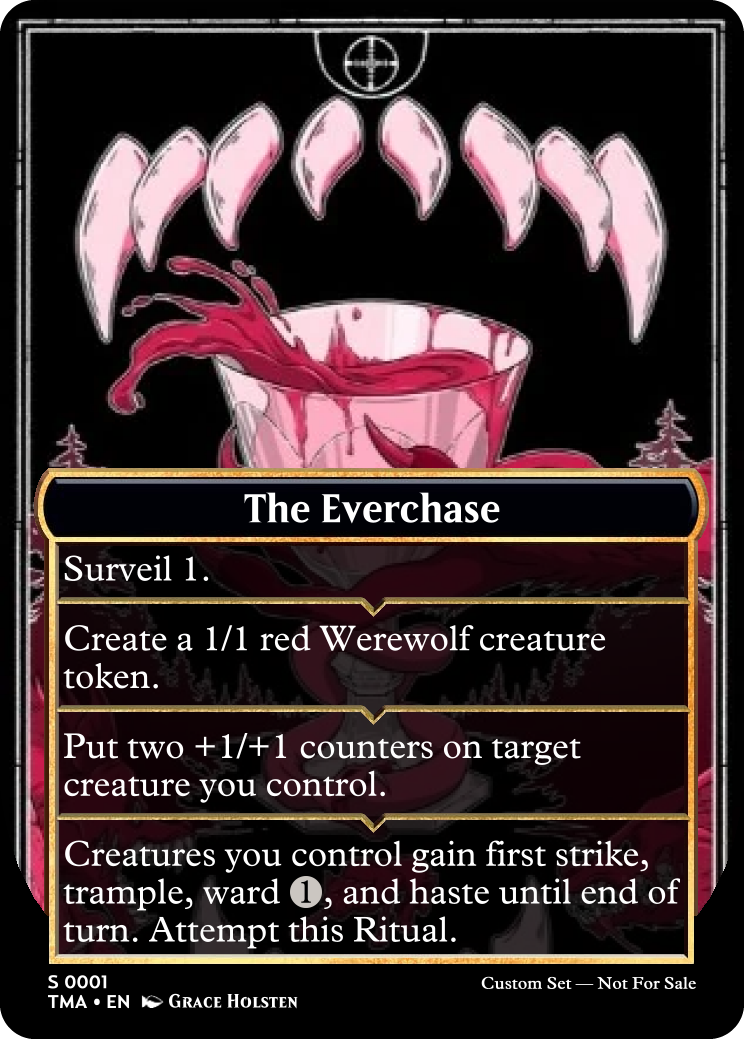 The Everchase
Surveil 1.
Create a 1/1 red Werewolf creature
token.
Put two +1/+1 counters on target
creature you control.
Creatures you control gain first strike,
trample, ward 1, and haste until end of
turn. Attempt this Ritual.
S 0001
Custom Set — Not For Sale
TMA • EN Grace Holsten